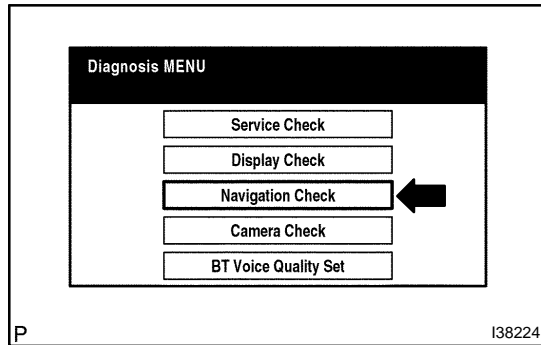 Diagnosis MENU
Service Check
Display Check
Navigation Check
Camera Check
BT Voice Quality Set
P
I38224